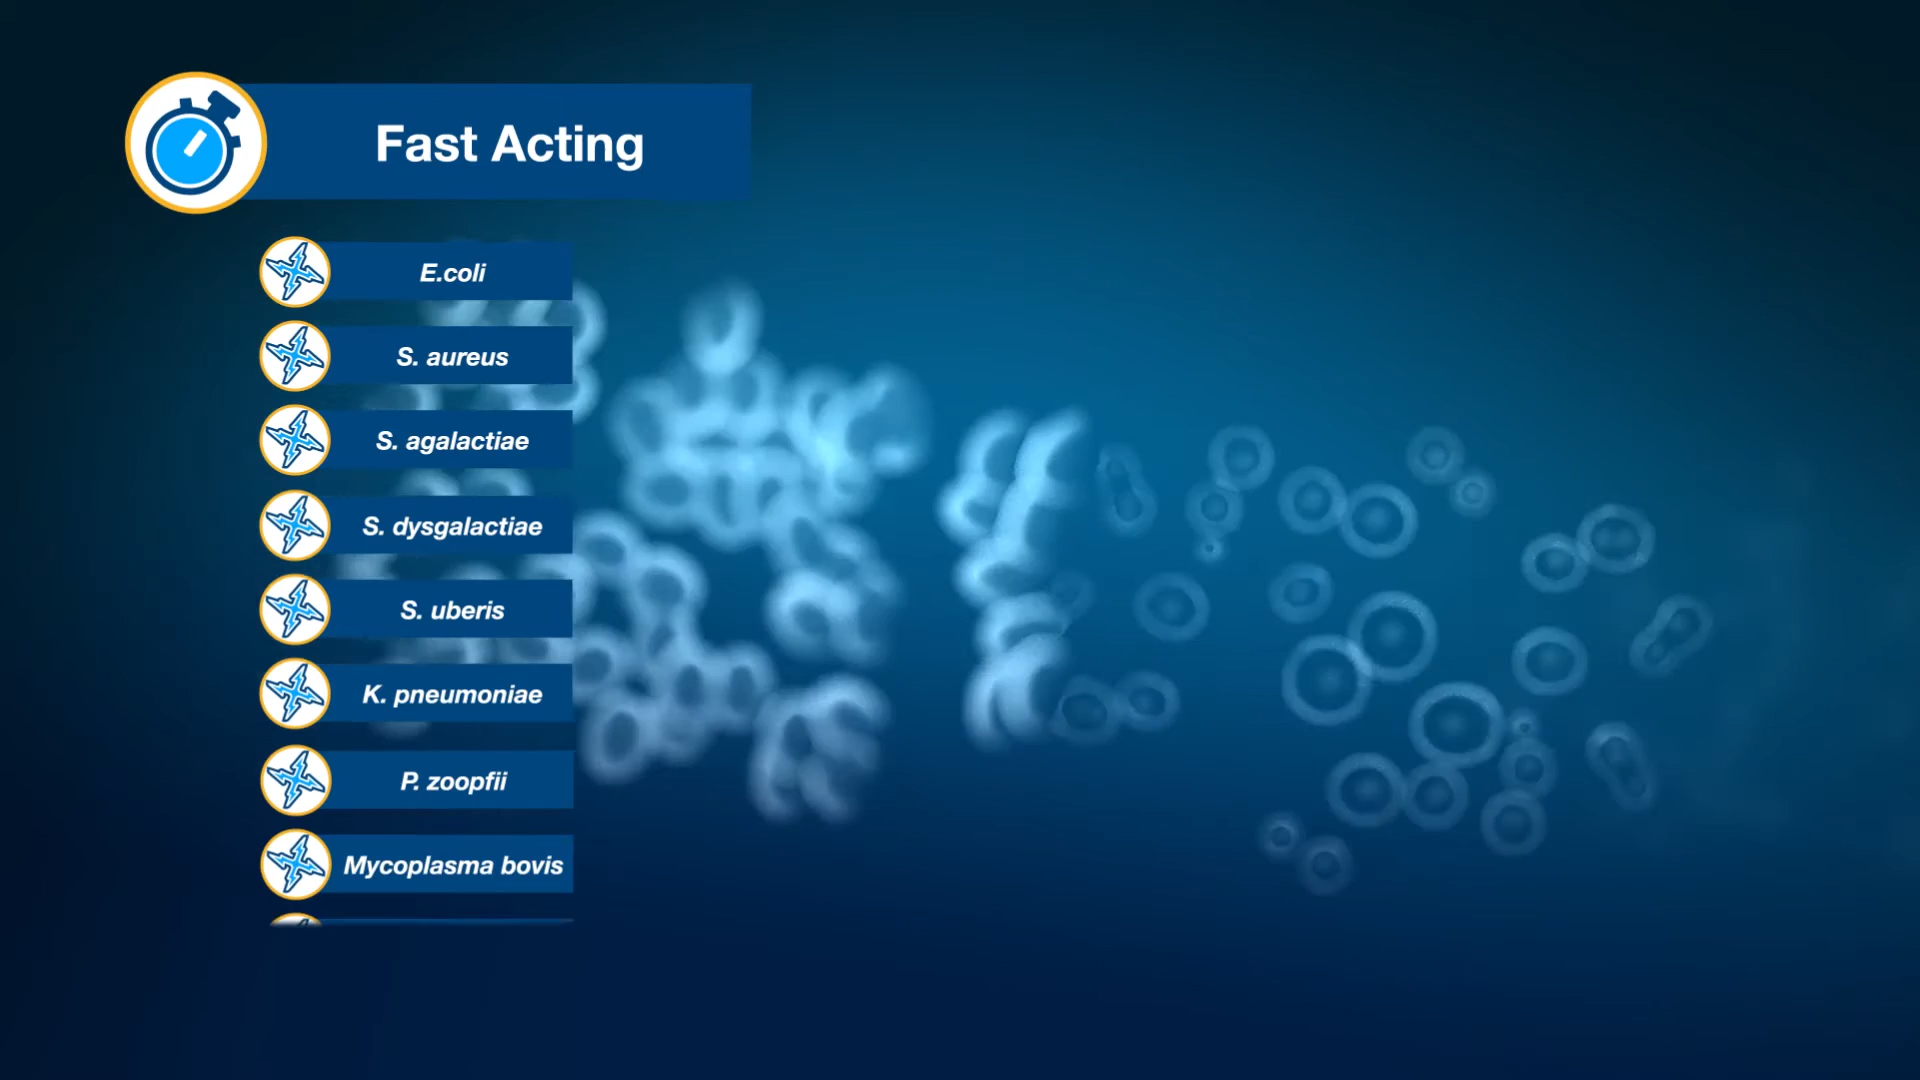 Fast Acting
E.coli
S. aureus
S. agalactiae
S. dysgalactiae
S. uberis
K. pneumoniae
P. zoopfii
Mycoplasma bovis